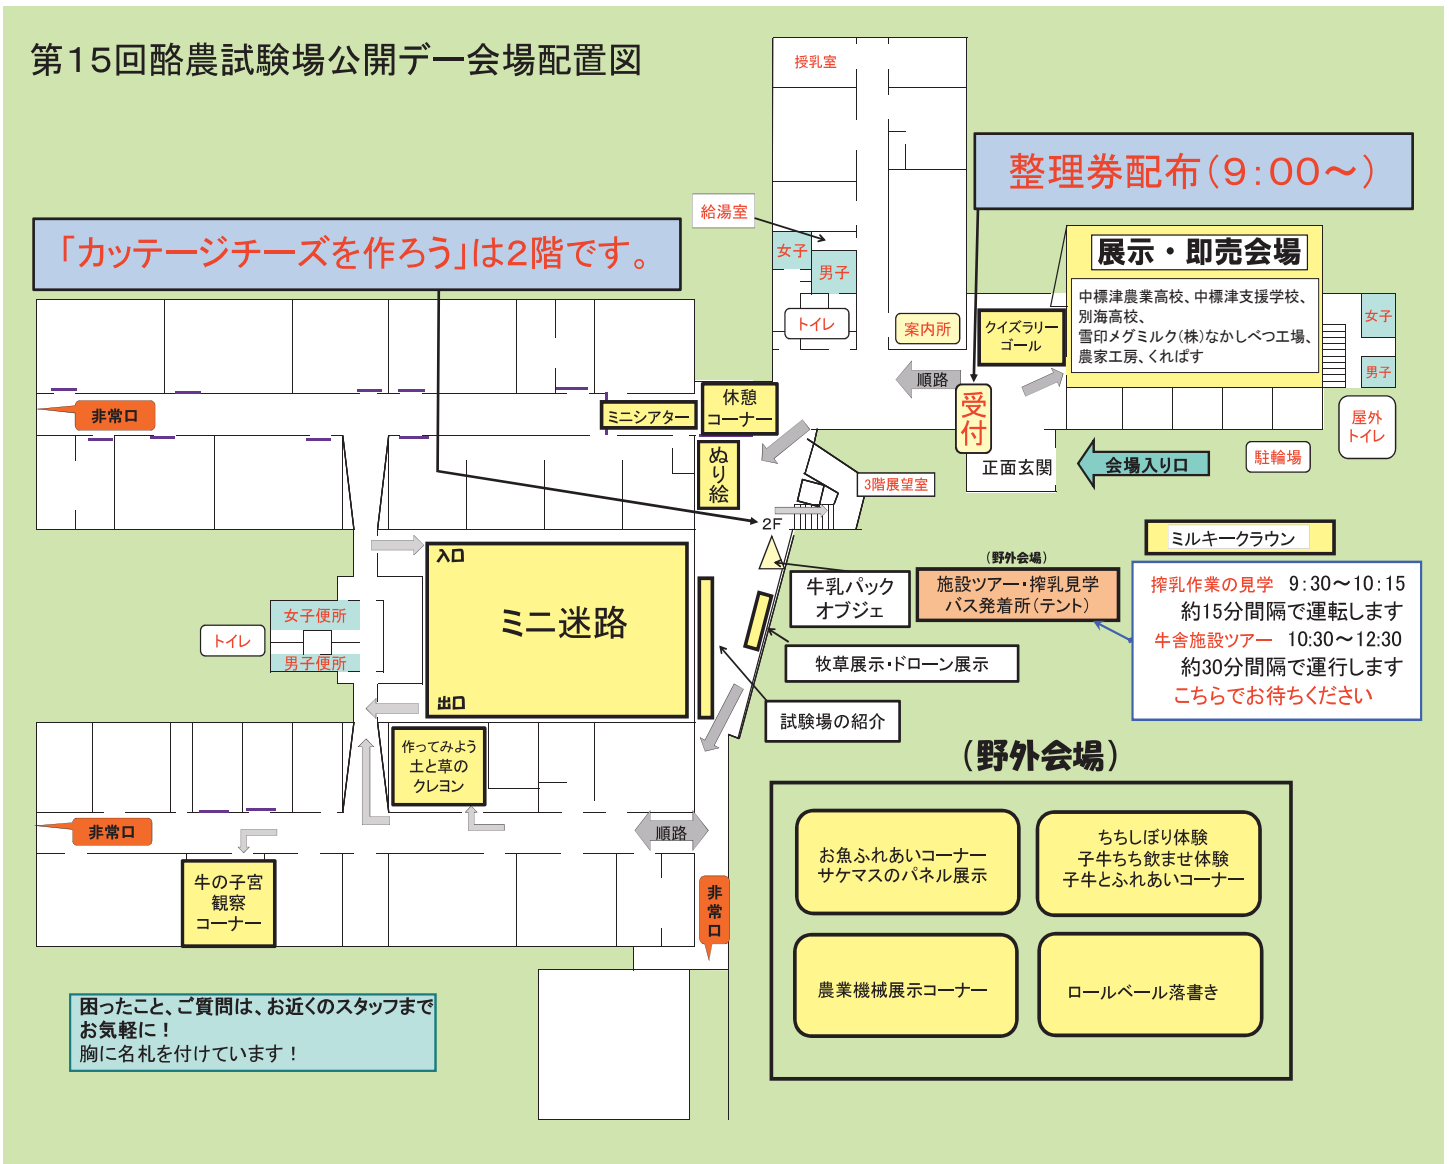 第15回酪農試験場公開デー会場配置図
授乳室
整理券配布(9:00～)
給湯室
「カッテージチーズを作ろう」は2階です。
女子
男子
トイレ
案内所
クイズラリー
ゴール
展示・即売会場
中標津農業高校、中標津支援学校、
別海高校、
雪印メグミルク(株)なかしべつ工場、
農家工房、くれぱす
女子
男子
順路
受付
非常口
ミニシアター
休憩
コーナー
ぬり絵
屋外
トイレ
駐輪場
正面玄関
会場入り口
3階展望室
2F
ミルキークラウン
入口
ミニ迷路
出口
牛乳パック
オブジェ
(野外会場)
施設ツアー・搾乳見学
バス発着所(テント)
搾乳作業の見学 9:30～10:15
約15分間隔で運転します
牛舎施設ツアー 10:30～12:30
約30分間隔で運行します
こちらでお待ちください
女子便所
トイレ
男子便所
牧草展示・ドローン展示
試験場の紹介
作ってみよう
土と草の
クレヨン
(野外会場)
非常口
順路
お魚ふれあいコーナー
サケマスのパネル展示
ちちしぼり体験
子牛ちち飲ませ体験
子牛とふれあいコーナー
牛の子宮
観察
コーナー
非常口
農業機械展示コーナー
ロールベール落書き
困ったこと、ご質問は、お近くのスタッフまで
お気軽に！
胸に名札を付けています！